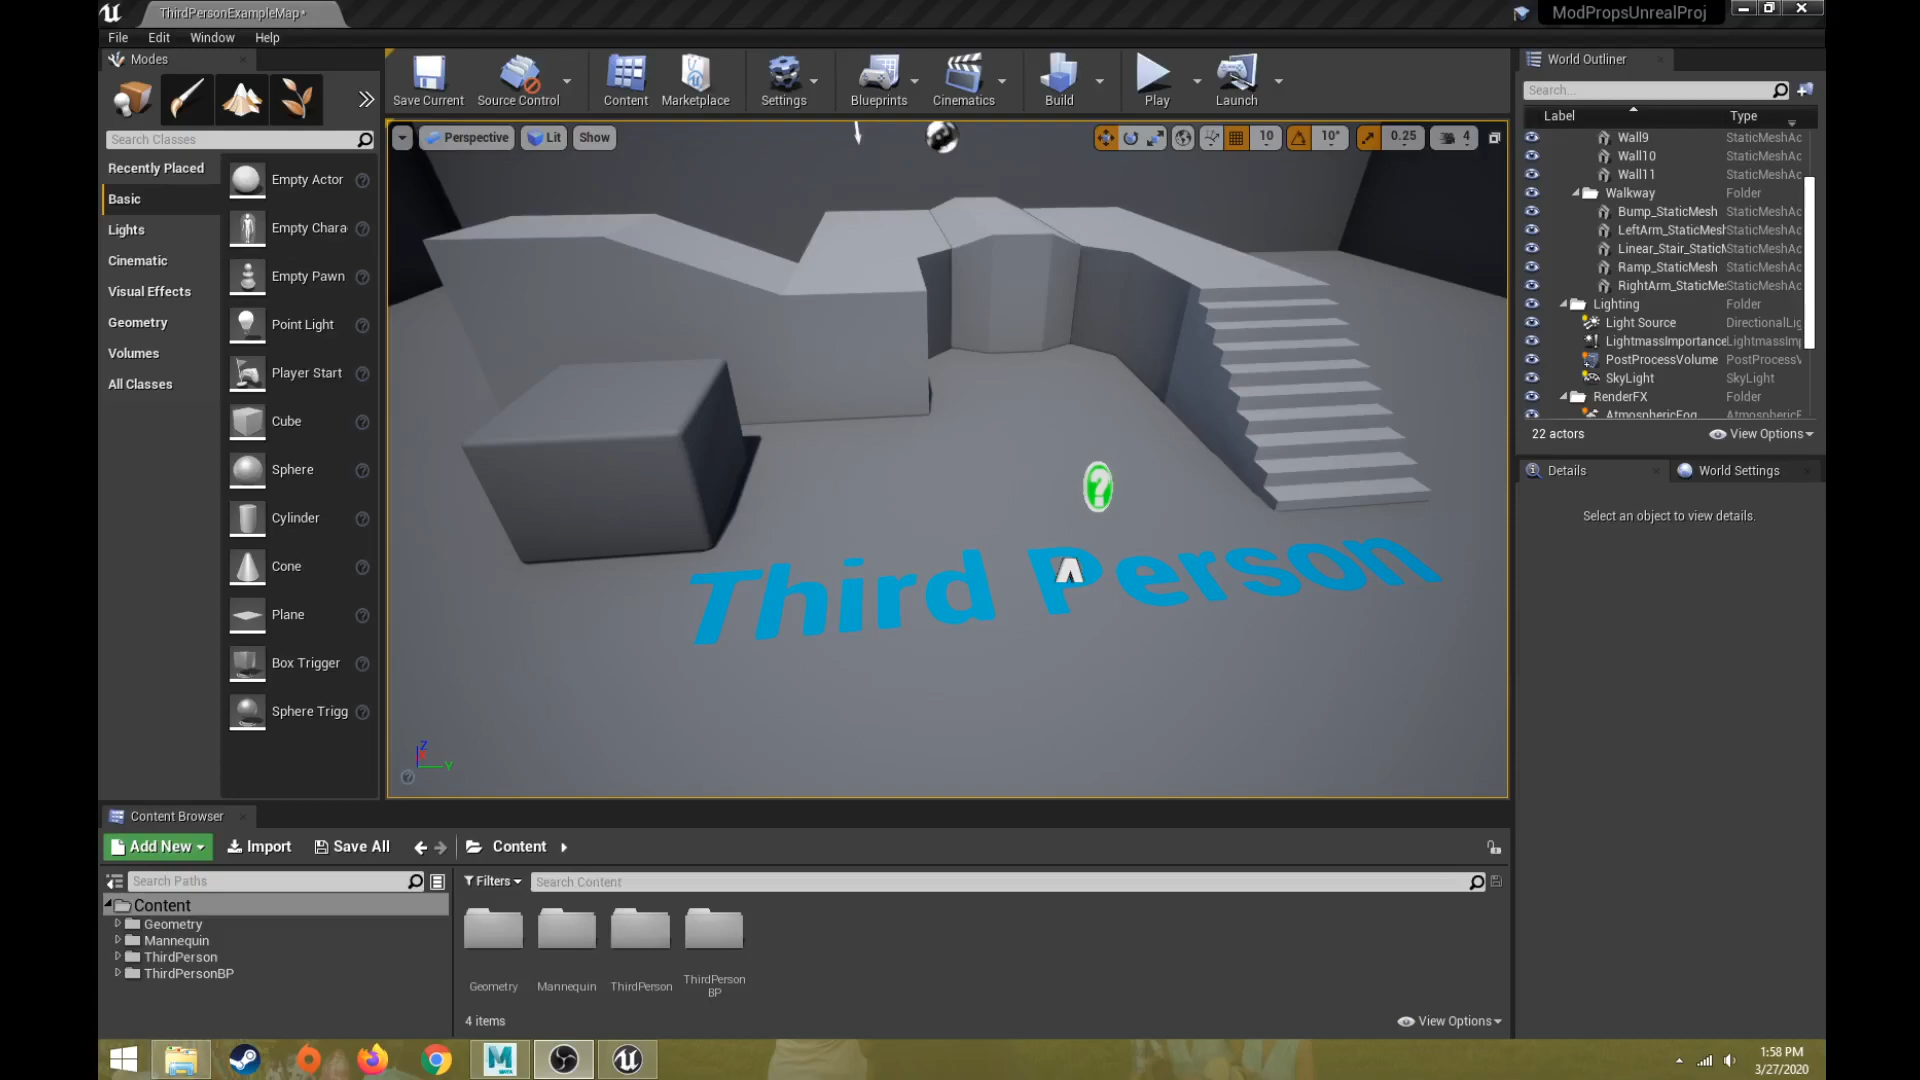 ThirdPersonExampleMap*
ModPropsUnrealProj
File Edit Window Help
Modes
Search Classes
Recently Placed
Basic
Lights
Cinematic
Visual Effects
Geometry
Volumes
All Classes
Empty Actor
Empty Chara
Empty Pawn
Point Light
Player Start
Cube
Sphere
Cylinder
Cone
Plane
Box Trigger
Sphere Trigg
Save Current Source Control Content Marketplace Settings Blueprints Cinematics Build Play Launch
Perspective Lit Show 10 10° 0.25 4
Third Person
Z
Y
World Outliner
Search...
Label Type
Wall9 StaticMeshAc
Wall10 StaticMeshAc
Wall11 StaticMeshAc
Walkway Folder
Bump_StaticMesh StaticMeshAc
LeftArm_StaticMesh StaticMeshAc
Linear_Stair_StaticM StaticMeshAc
Ramp_StaticMesh StaticMeshAc
RightArm_StaticMe StaticMeshAc
Lighting Folder
Light Source DirectionalLig
LightmassImportance LightmassImp
PostProcessVolume PostProcessV
SkyLight SkyLight
RenderFX Folder
AtmosphericFog AtmosphericF
22 actors View Options
Details World Settings
Select an object to view details.
Content Browser
Add New Import Save All Content
Search Paths
Content
Geometry
Mannequin
ThirdPerson
ThirdPersonBP
Filters Search Content
Geometry Mannequin ThirdPerson ThirdPerson
BP
4 items View Options
1:58 PM
3/27/2020